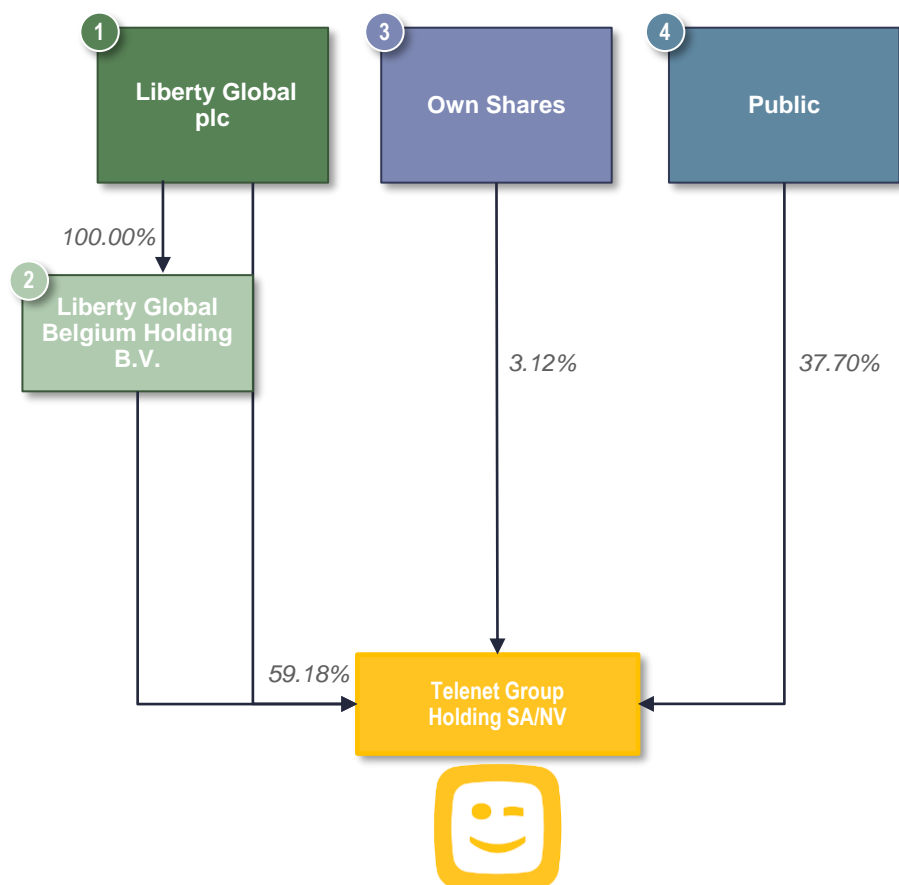 1
Liberty Global
plc
3
Own Shares
4
Public
100.00%
2
Liberty Global
Belgium Holding
B.V.
3.12%
37.70%
59.18%
Telenet Group
Holding SA/NV